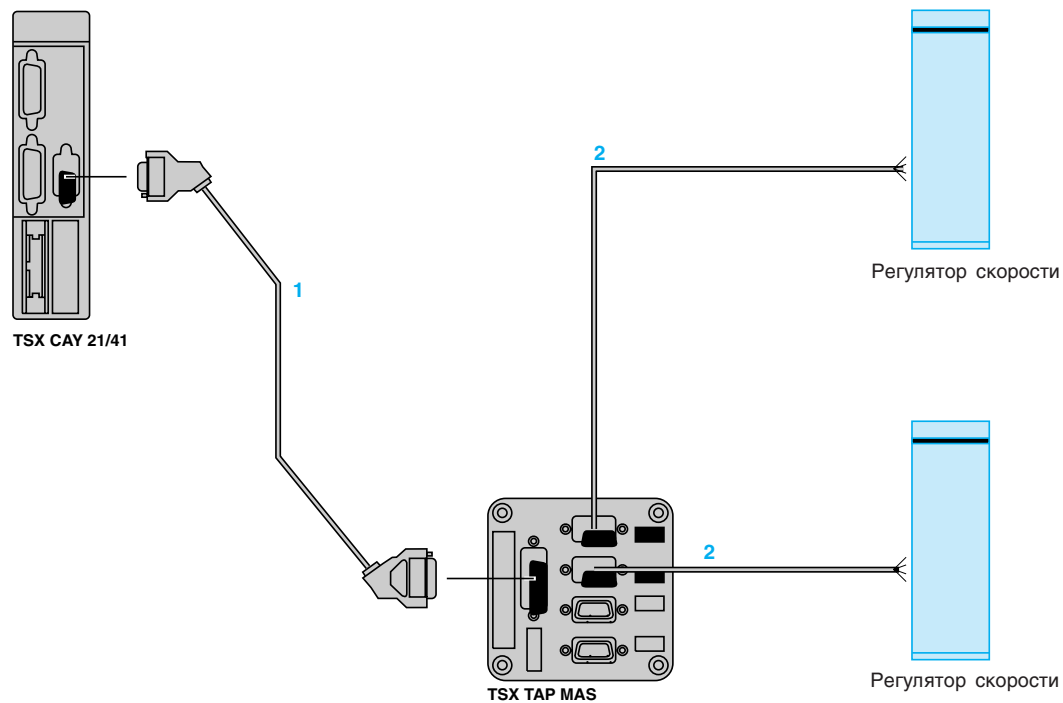 2
Регулятор скорости
1
TSX CAY 21/41
2
Регулятор скорости
TSX TAP MAS